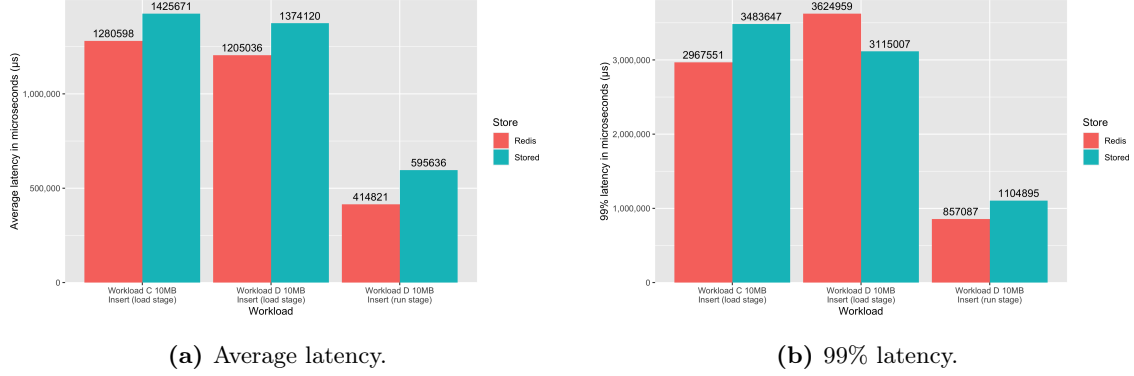 Average latency in microseconds (µs)
1,000,000
500,000
0
1280598
1425671
1205036
1374120
414821
595636
Workload C 10MB
Insert (load stage)
Workload D 10MB
Insert (load stage)
Workload D 10MB
Insert (run stage)
Workload
Store
Redis
Stored
(a) Average latency.
99% latency in microseconds (µs)
3,000,000
2,000,000
1,000,000
0
2967551
3483647
3624959
3115007
857087
1104895
Workload C 10MB
Insert (load stage)
Workload D 10MB
Insert (load stage)
Workload D 10MB
Insert (run stage)
Workload
Store
Redis
Stored
(b) 99% latency.